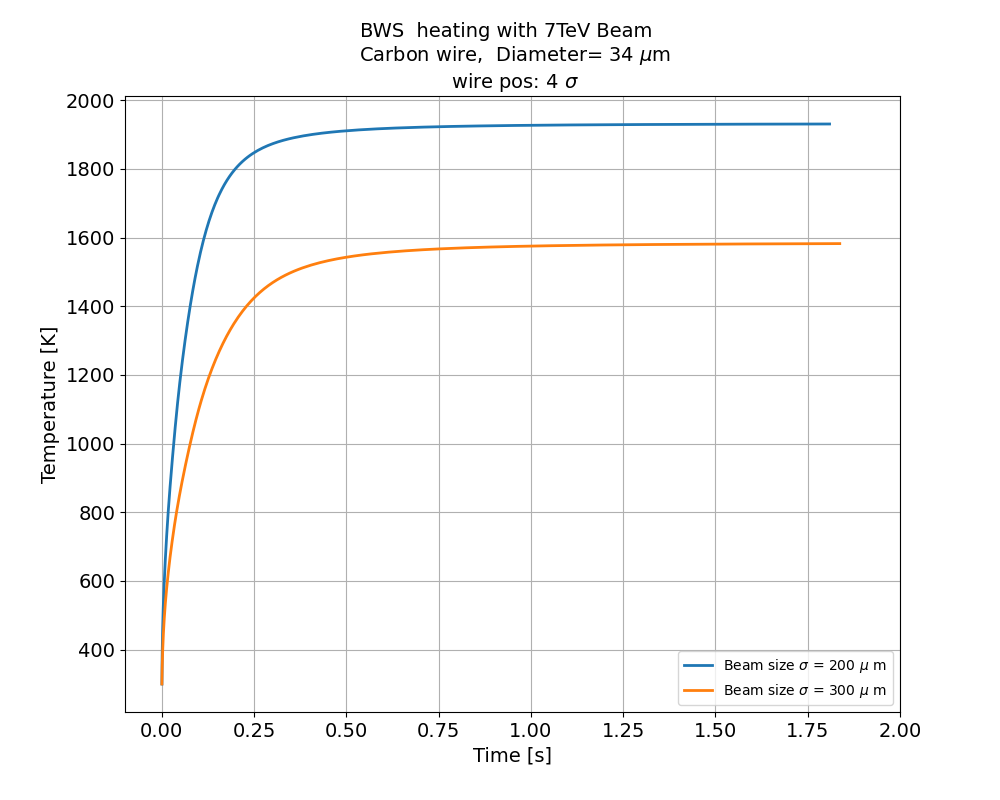 BWS  heating with 7TeV Beam
Carbon wire,  Diameter= 34 μm
wire pos: 4 σ
2000
1800
1600
1400
1200
1000
800
600
400
Temperature [K]
Beam size σ = 200 μ m
Beam size σ = 300 μ m
0.00 0.25 0.50 0.75 1.00 1.25 1.50 1.75 2.00
Time [s]